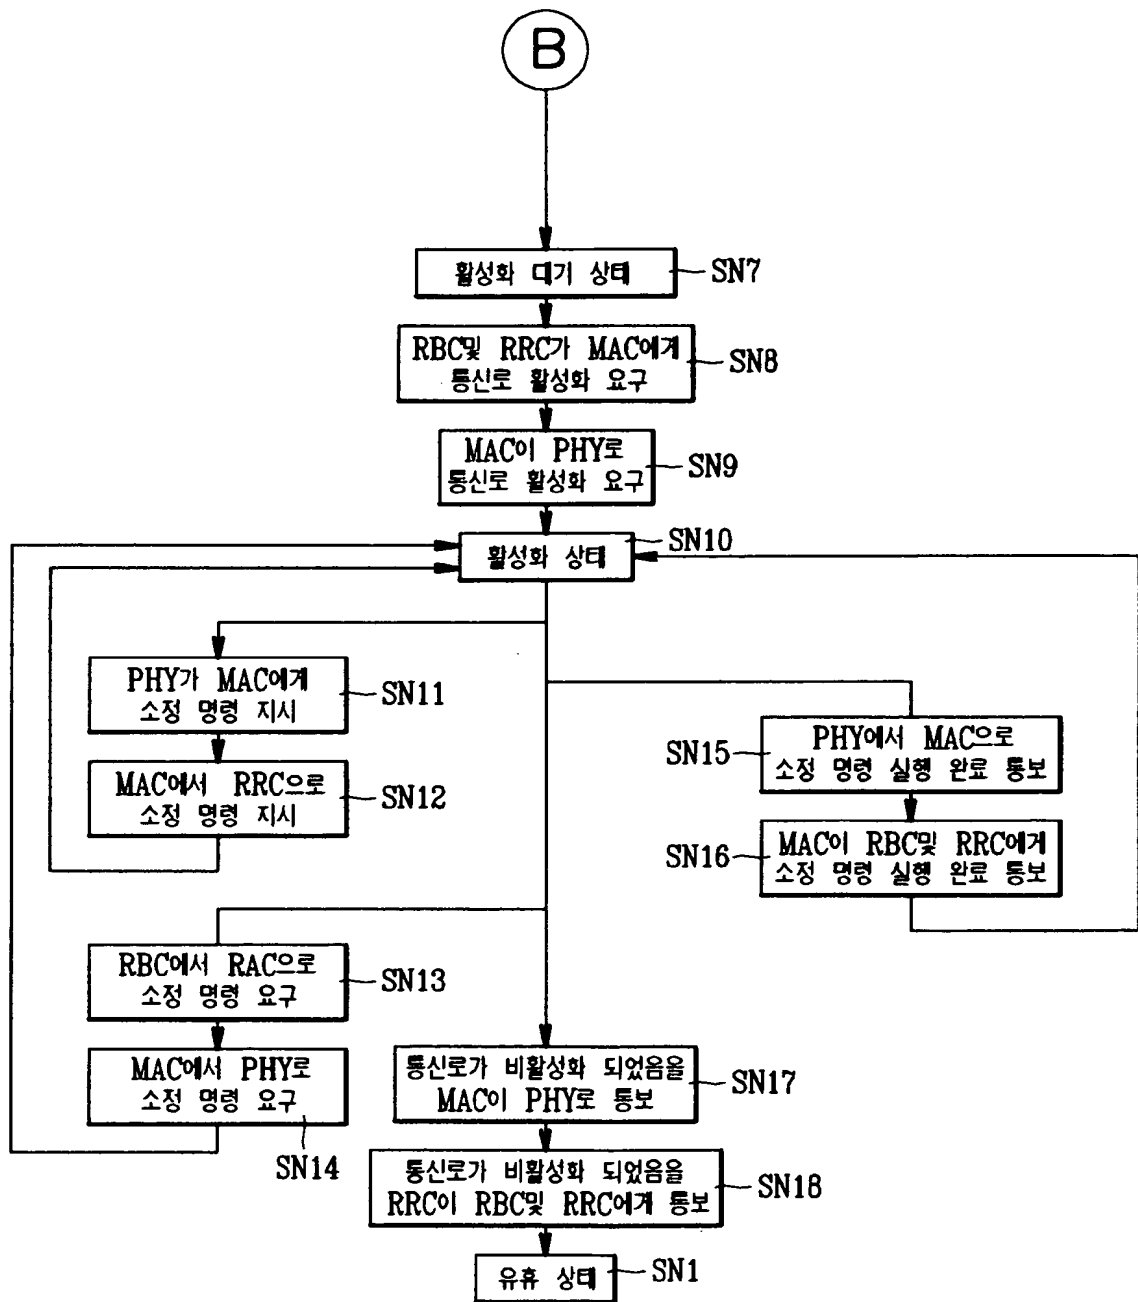 B
활성화 대기 상태
SN7
RBC및 RRC가 MAC에게
통신로 활성화 요구
SN8
MAC이 PHY로
통신로 활성화 요구
SN9
활성화 상태
SN10
PHY가 MAC에게
소정 명령 지시
SN11
MAC에서 RRC으로
소정 명령 지시
SN12
PHY에서 MAC으로
소정 명령 실행 완료 통보
SN15
MAC이 RBC및 RRC에게
소정 명령 실행 완료 통보
SN16
RBC에서 RAC으로
소정 명령 요구
SN13
MAC에서 PHY로
소정 명령 요구
SN14
통신로가 비활성화 되었음을
MAC이 PHY로 통보
SN17
통신로가 비활성화 되었음을
RRC이 RBC및 RRC에게 통보
SN18
유휴 상태
SN1